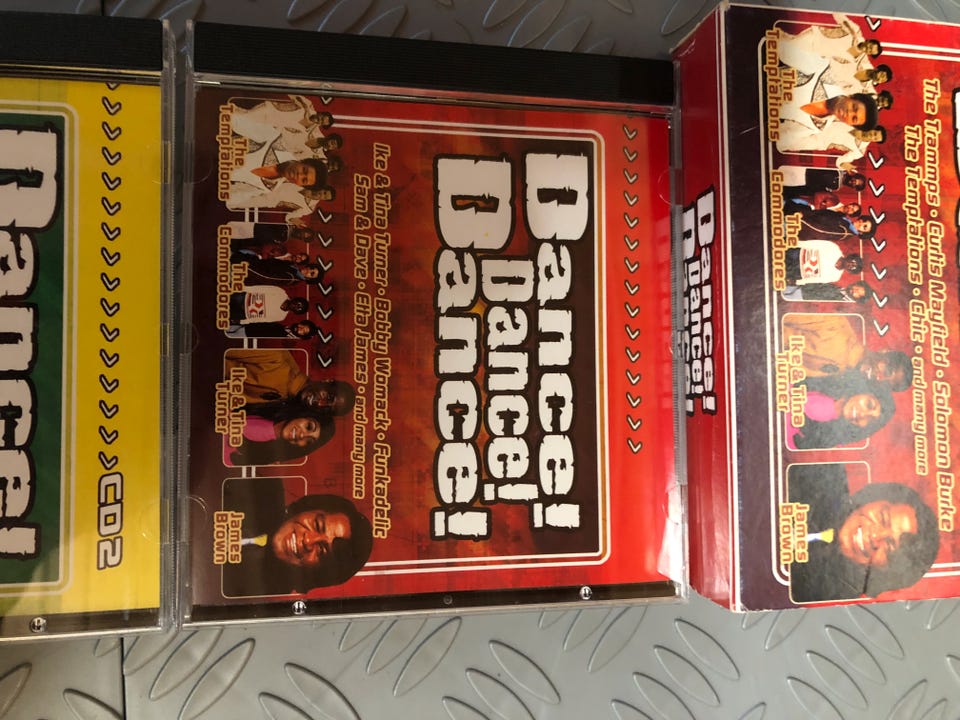 The Trammps • Curtis Mayfield • Solomon Burke
The Temptations • Chic • and many more
The
Temptations
The
Commodores
Ike & Tina
Turner
James
Brown
Dance!
Dance!
Dance!
Dance!
Dance!
Ike & Tina Turner • Bobby Womack • Funkadelic
Sam & Dave • Etta James • and many more
The
Temptations
The
Commodores
Ike & Tina
Turner
James
Brown
CD2
Dance!